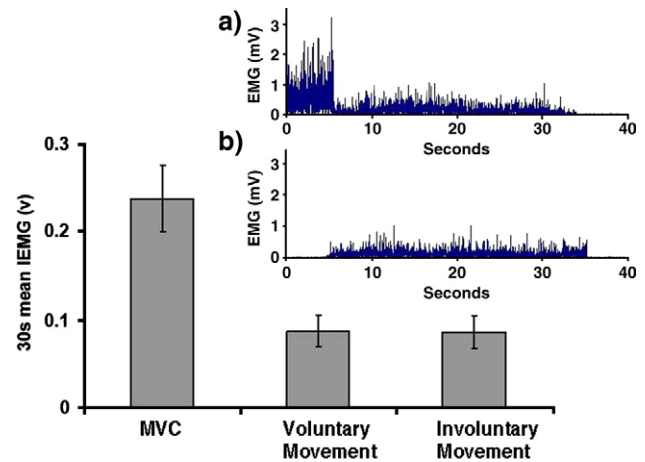 a)
EMG (mV)
3
2
1
0
0 10 20 30 40
Seconds
b)
EMG (mV)
3
2
1
0
0 10 20 30 40
Seconds
30s mean IEMG (v)
0.3
0.2
0.1
0
MVC
Voluntary
Movement
Involuntary
Movement